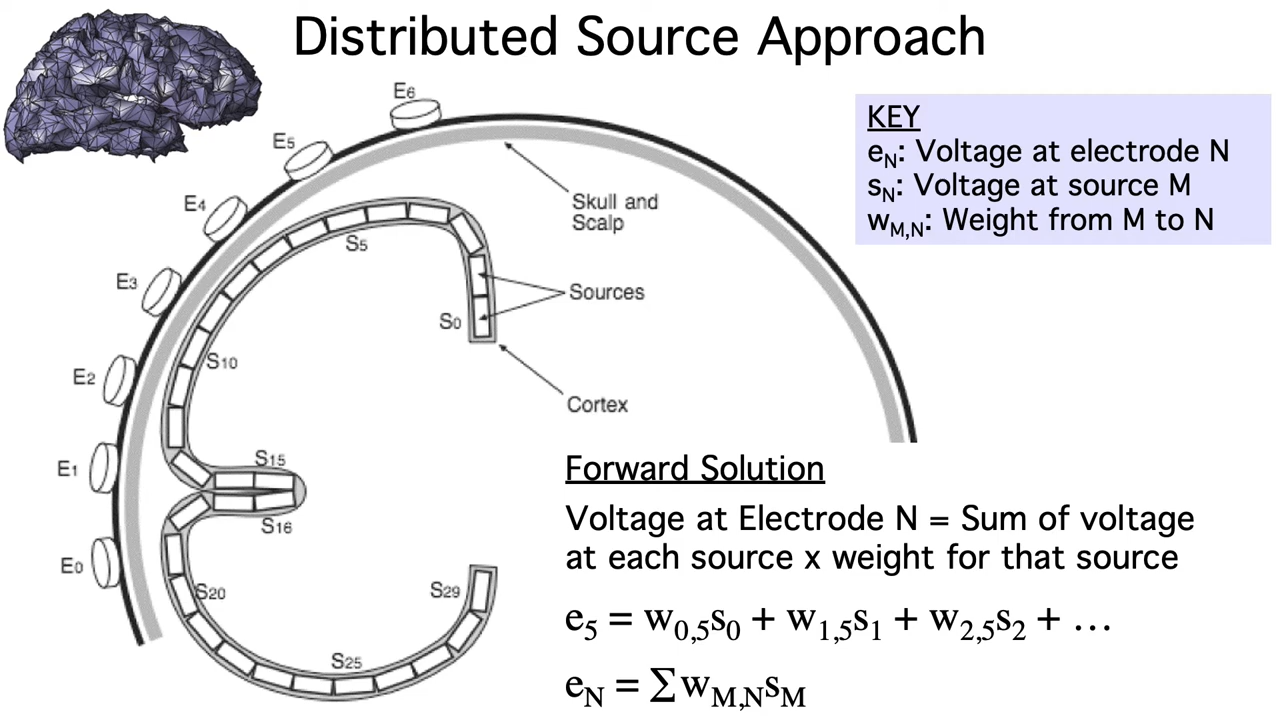 Distributed Source Approach
KEY
eN: Voltage at electrode N
sN: Voltage at source M
wM,N: Weight from M to N
E6
E5
E4
E3
E2
E1
E0
Skull and
Scalp
S5
Sources
S0
S10
Cortex
S15
S16
S20
S29
S25
Forward Solution
Voltage at Electrode N = Sum of voltage
at each source x weight for that source
e5 = w0,5s0 + w1,5s1 + w2,5s2 + …
eN = ∑wM,NsM